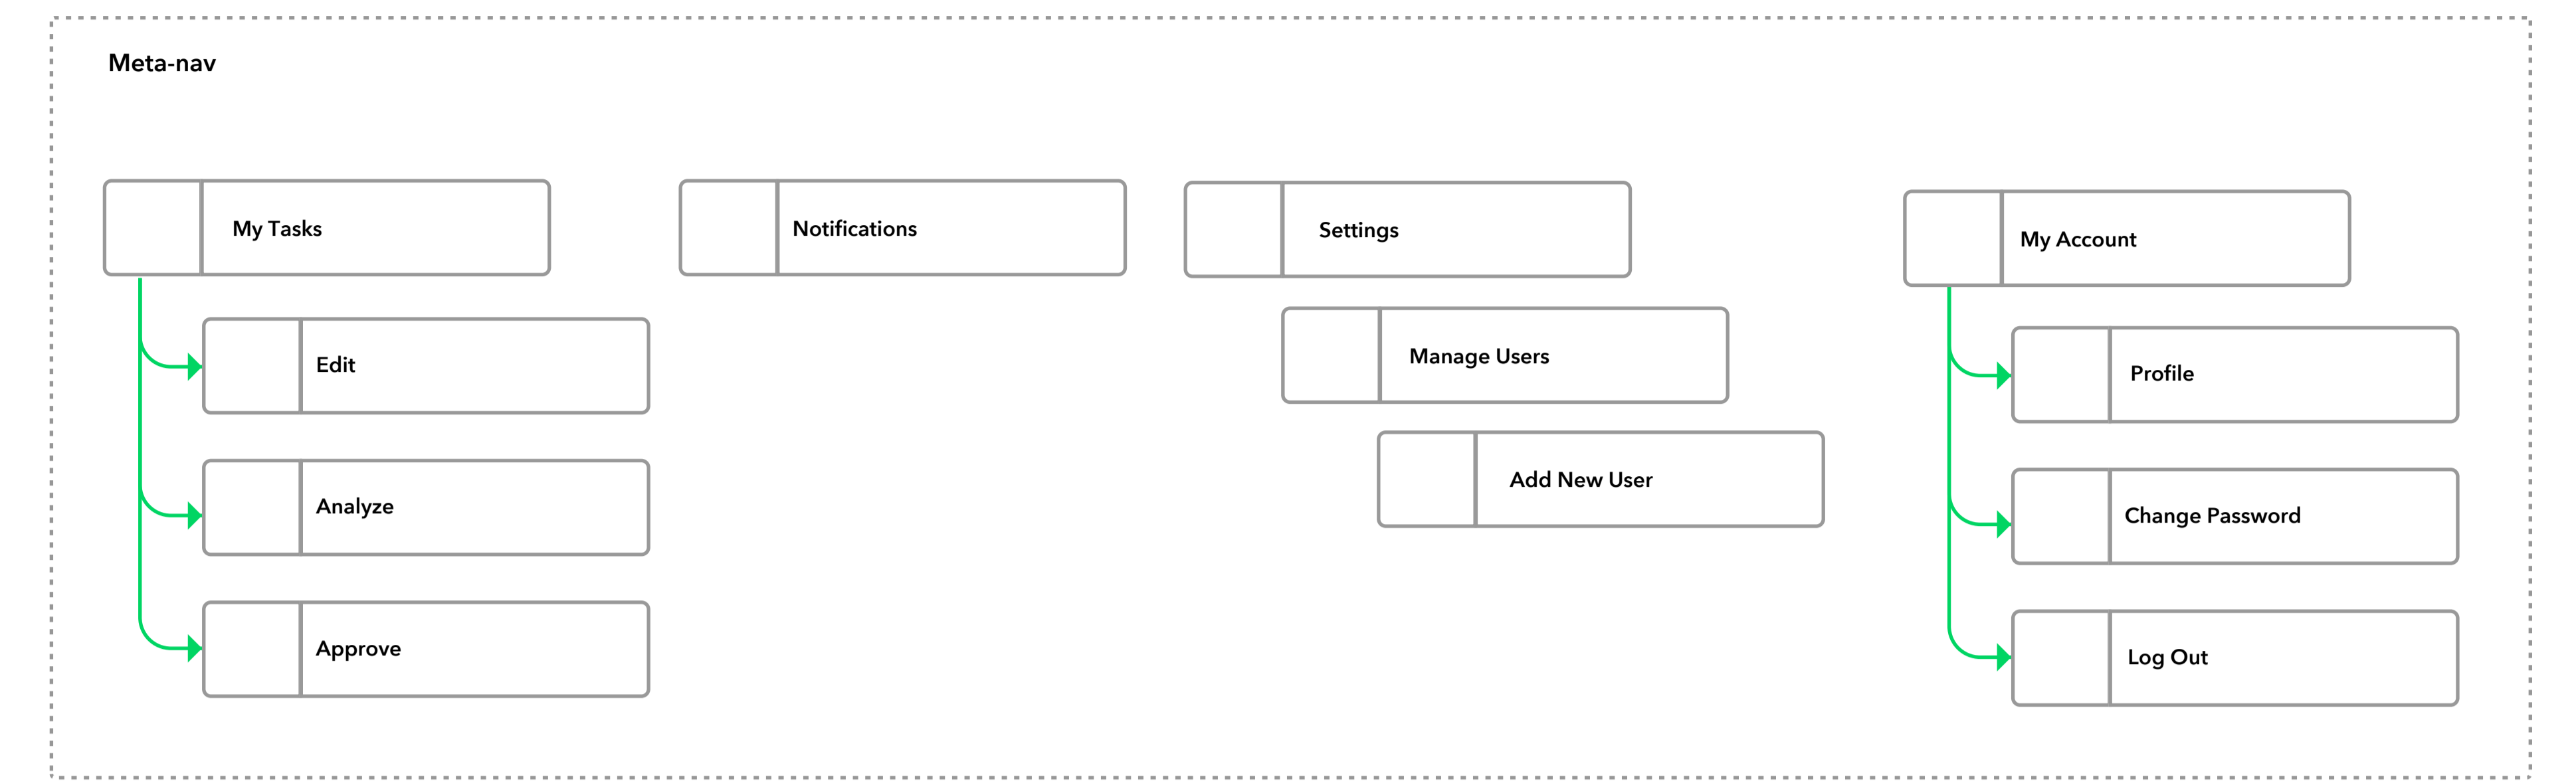 Meta-nav
My Tasks
Edit
Analyze
Approve
Notifications
Settings
Manage Users
Add New User
My Account
Profile
Change Password
Log Out